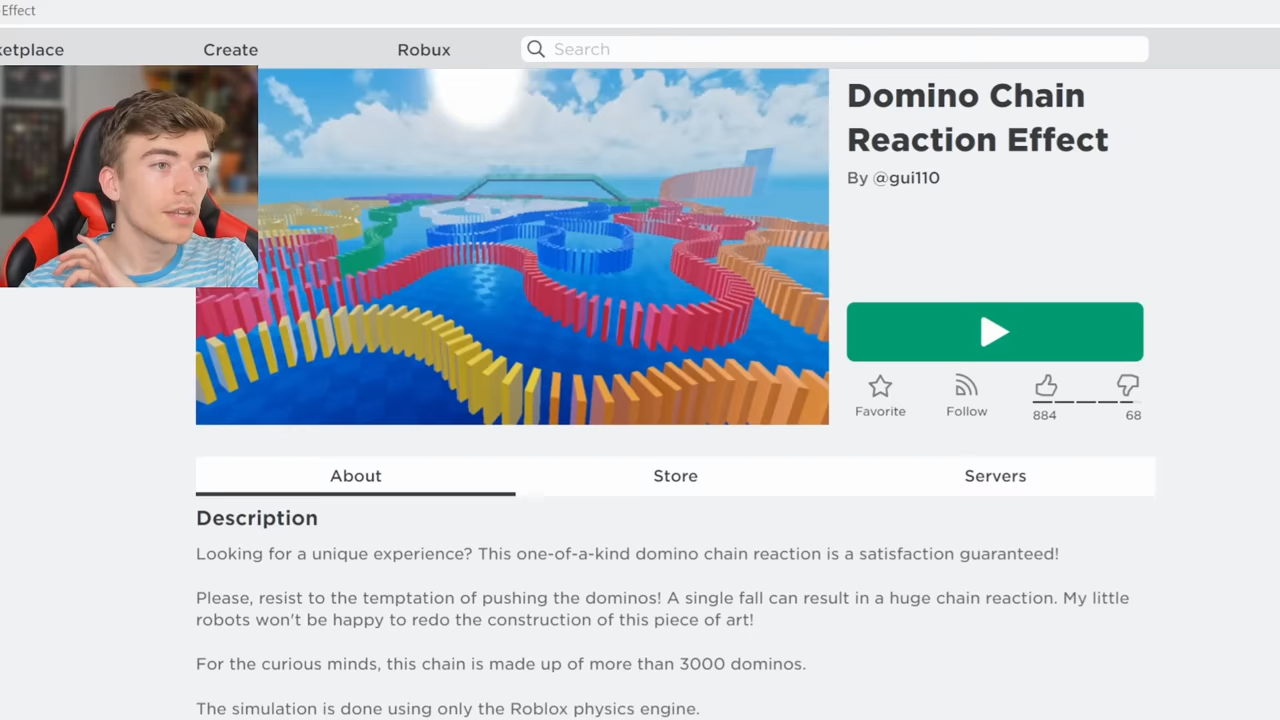 -Effect
ketplace
Create
Robux
Search
Domino Chain
Reaction Effect
By @gui110
Favorite
Follow
884
68
About
Store
Servers
Description
Looking for a unique experience? This one-of-a-kind domino chain reaction is a satisfaction guaranteed!
Please, resist to the temptation of pushing the dominos! A single fall can result in a huge chain reaction. My little
robots won't be happy to redo the construction of this piece of art!
For the curious minds, this chain is made up of more than 3000 dominos.
The simulation is done using only the Roblox physics engine.